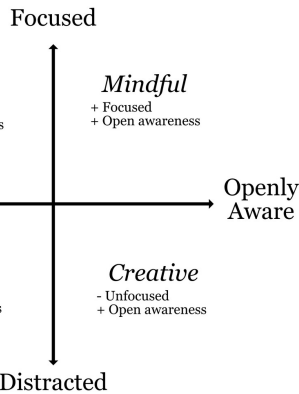 Focused
Mindful
+ Focused
+ Open awareness
s
Openly
Aware
Creative
- Unfocused
+ Open awareness
s
Distracted